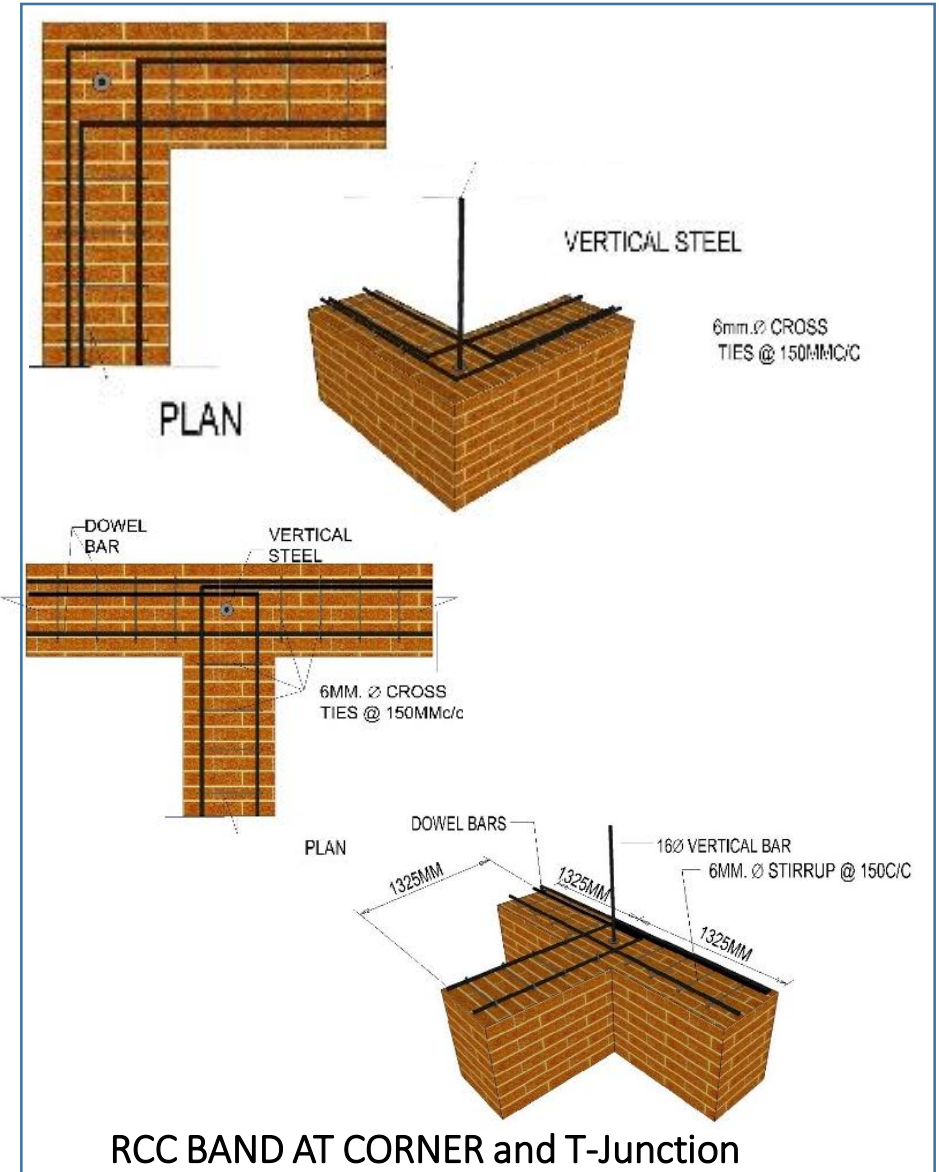 VERTICAL STEEL
6mm.Ø CROSS
TIES @ 150MMC/C
PLAN
DOWEL
BAR
VERTICAL
STEEL
6MM. Ø CROSS
TIES @ 150MMc/c
PLAN
DOWEL BARS
16Ø VERTICAL BAR
6MM. Ø STIRRUP @ 150C/C
1325MM
1325MM
1325MM
RCC BAND AT CORNER and T-Junction